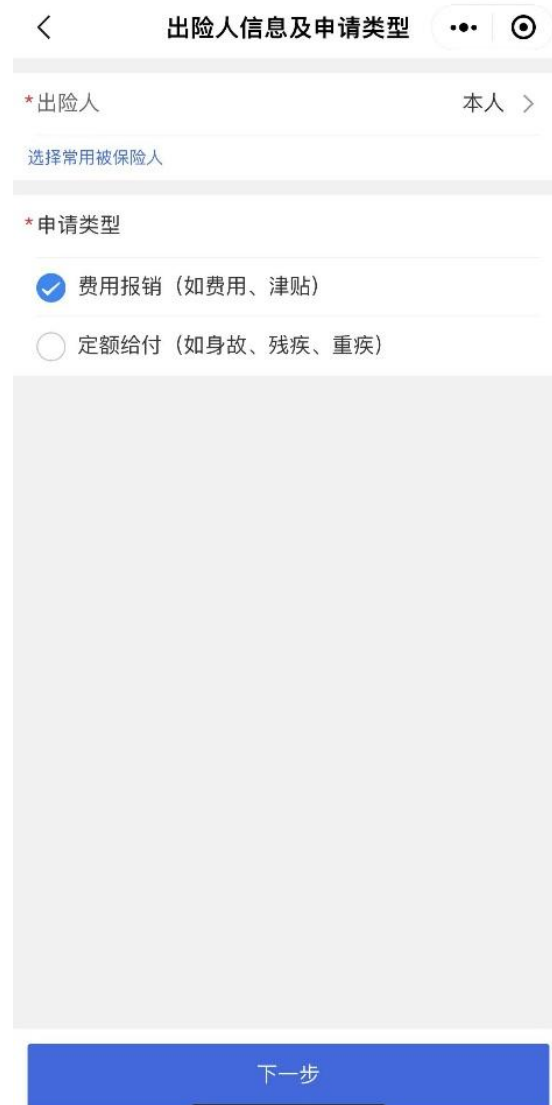 出险人信息及申请类型
*出险人 本人
选择常用被保险人
*申请类型
费用报销（如费用、津贴）
定额给付（如身故、残疾、重疾）
下一步